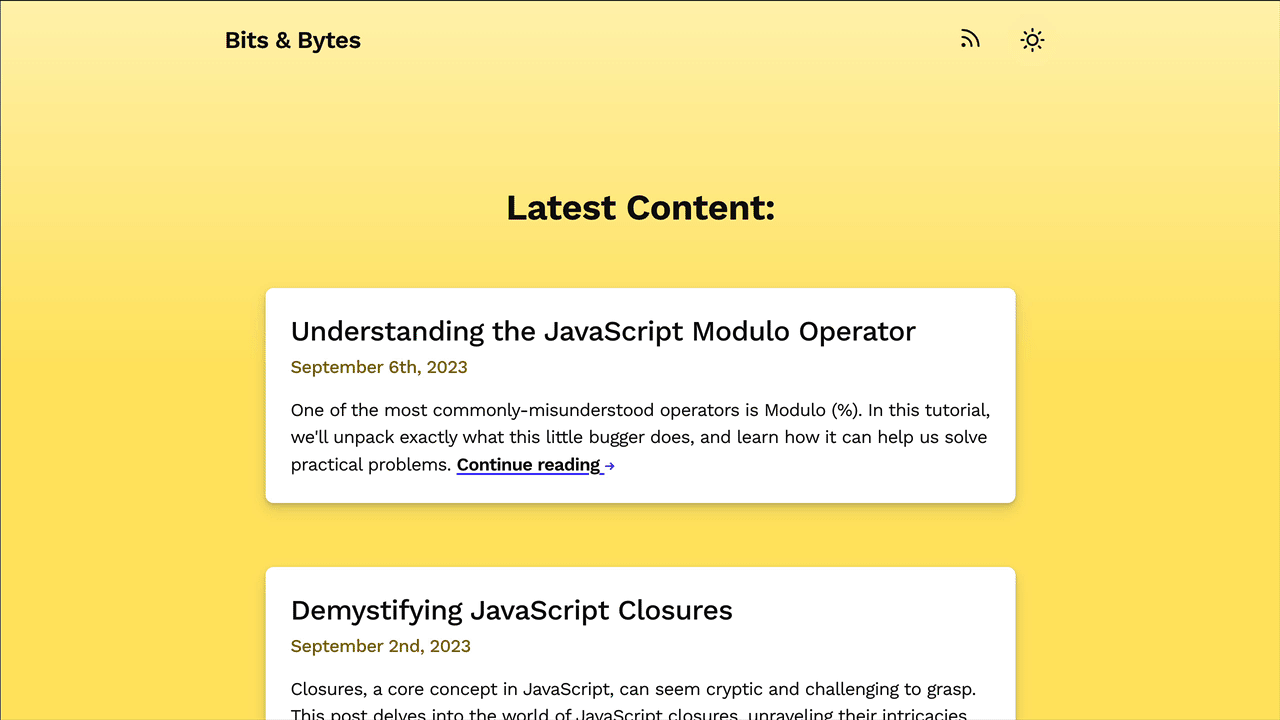 Bits & Bytes
Latest Content:
Understanding the JavaScript Modulo Operator
September 6th, 2023
One of the most commonly-misunderstood operators is Modulo (%). In this tutorial,
we'll unpack exactly what this little bugger does, and learn how it can help us solve
practical problems. Continue reading →
Demystifying JavaScript Closures
September 2nd, 2023
Closures, a core concept in JavaScript, can seem cryptic and challenging to grasp.
This post delves into the world of JavaScript closures, unraveling their intricacies